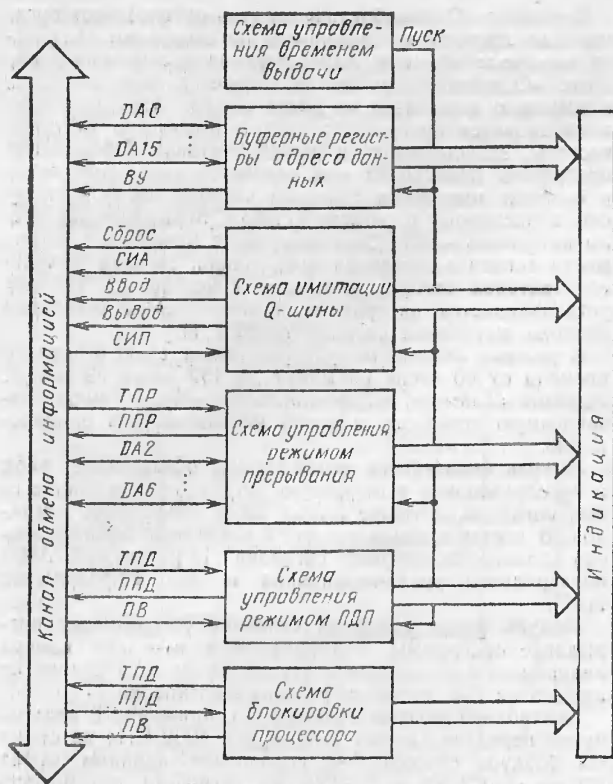 Схема управле-
ния временем
выдачи
Пуск
DA0
DA15
ВУ
Буферные регист-
ры адреса дан-
ных
Сброс
СИА
Ввод
Вывод
СИП
Схема имитации
Q-шины
ТПР
ППР
DA2
DA6
Схема управления
режимом
прерывания
ТПД
ППД
ПВ
Схема
управления
режимом ПДП
ТПД
ППД
ПВ
Схема
блокировки
процессора
Канал обмена информацией
Индикация